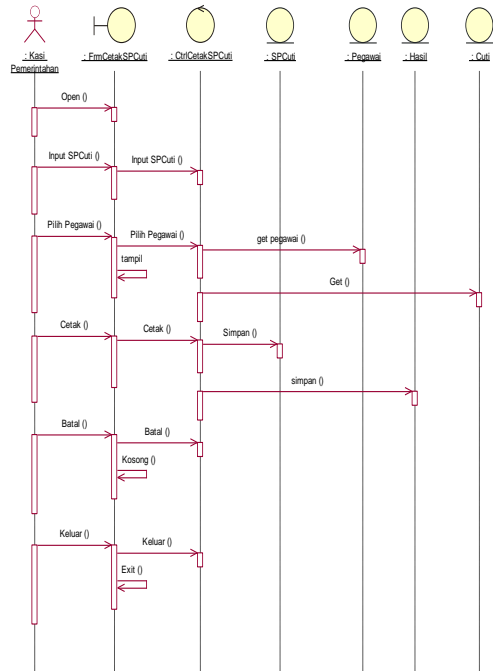 : Kasi
Pemerintahan
: FrmCetakSPCuti
: CtrlCetakSPCuti
: SPCuti
: Pegawai
: Hasil
: Cuti
Open ()
Input SPCuti ()
Input SPCuti ()
Pilih Pegawai ()
Pilih Pegawai ()
get pegawai ()
tampil
Get ()
Cetak ()
Cetak ()
Simpan ()
simpan ()
Batal ()
Batal ()
Kosong ()
Keluar ()
Keluar ()
Exit ()